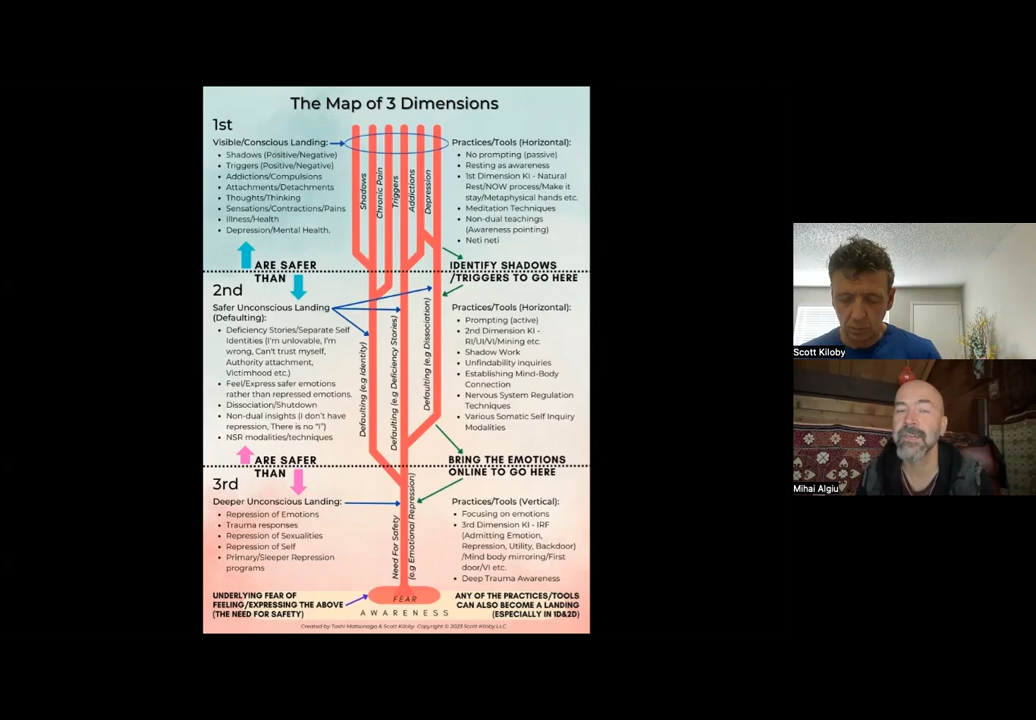 The Map of 3 Dimensions
1st
Visible/Conscious Landing:
Shadows (Positive/Negative)
Triggers (Positive/Negative)
Addictions/Compulsions
Attachments/Detachments
Thoughts/Thinking
Sensations/Contractions/Pains
Illness/Health
Depression/Mental Health.
Shadows
Chronic Pain
Triggers
Addictions
Depression
Practices/Tools (Horizontal):
No prompting (passive)
Resting as awareness
1st Dimension KI - Natural
Rest/NOW process/Make it
stay/Metaphysical hands etc.
Meditation Techniques
Non-dual teachings
(Awareness pointing)
Neti neti
ARE SAFER
THAN
IDENTIFY SHADOWS
/TRIGGERS TO GO HERE
2nd
Safer Unconscious Landing
(Defaulting):
Deficiency Stories/Separate Self
Identities (I'm unlovable, I'm
wrong, Can't trust myself,
Authority attachment,
Victimhood etc.)
Feel/Express safer emotions
rather than repressed emotions.
Dissociation/Shutdown
Non-dual insights (I don't have
repression, There is no "I")
NSR modalities/techniques
Defaulting (e.g Identity)
Defaulting (e.g Deficiency Stories)
Defaulting (e.g Dissociation)
Practices/Tools (Horizontal):
Prompting (active)
2nd Dimension KI -
RI/UI/VI/Mining etc.
Shadow Work
Unfindability inquiries
Establishing Mind-Body
Connection
Nervous System Regulation
Techniques
Various Somatic Self Inquiry
Modalities
ARE SAFER
THAN
BRING THE EMOTIONS
ONLINE TO GO HERE
3rd
Deeper Unconscious Landing:
Repression of Emotions
Trauma responses
Repression of Sexualities
Repression of Self
Primary/Sleeper Repression
programs
Need For Safety
(e.g Emotional Repression)
Practices/Tools (Vertical):
Focusing on emotions
3rd Dimension KI - IRF
(Admitting Emotion,
Repression, Utility, Backdoor)
/Mind body mirroring/First
door/VI etc.
Deep Trauma Awareness
UNDERLYING FEAR OF
FEELING/EXPRESSING THE ABOVE
(THE NEED FOR SAFETY)
FEAR
AWARENESS
ANY OF THE PRACTICES/TOOLS
CAN ALSO BECOME A LANDING
(ESPECIALLY IN 1D&2D)
Created by Toshi Matsunaga & Scott Kiloby Copyright © 2023 Scott Kiloby LLC
Scott Kiloby
Mihai Algiu